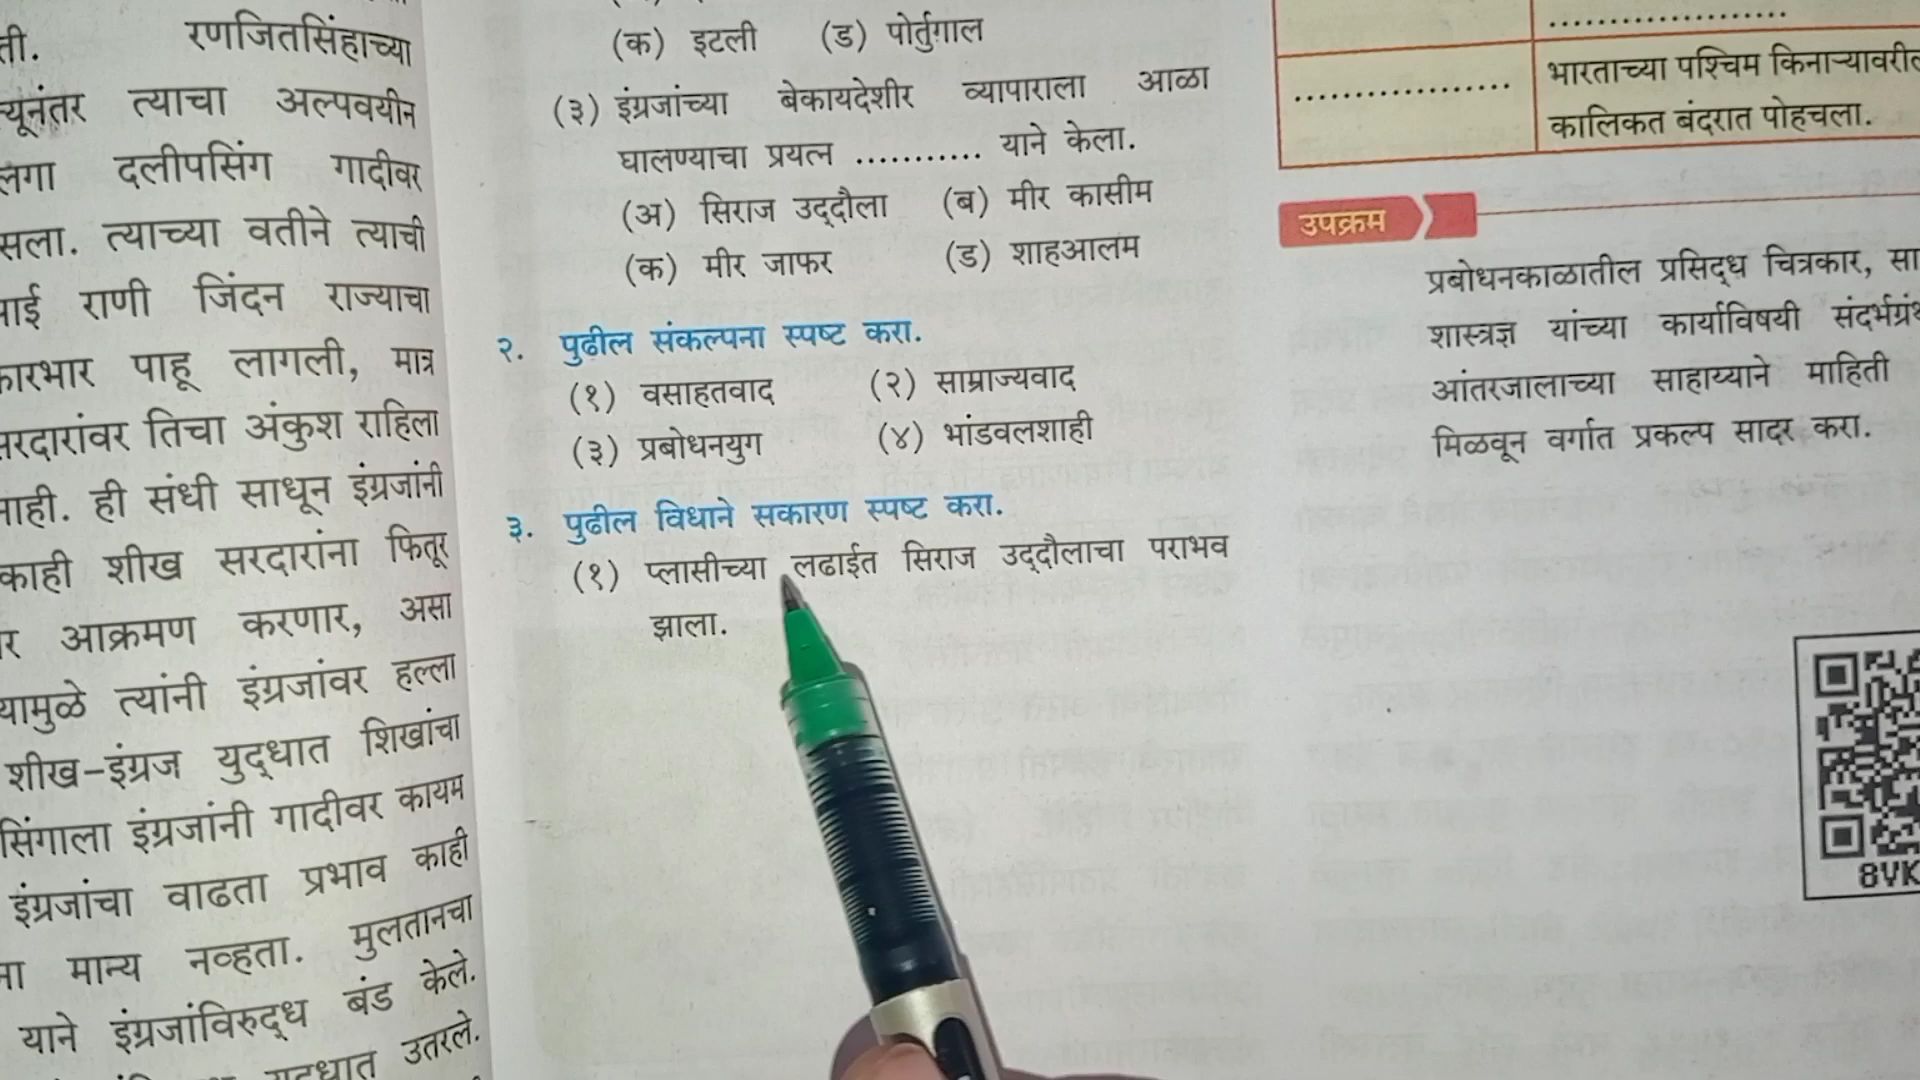 ती. रणजितसिंहाच्या
त्याचा अल्पवयीन
दलीपसिंग गादीवर
त्याच्या वतीने त्याची
राणी जिंदन राज्याचा
पाहू लागली, मात्र
तिचा अंकुश राहिला
ही संधी साधून इंग्रजांनी
काही शीख सरदारांना फितूर
आक्रमण करणार, असा
त्यांनी इंग्रजांवर हल्ला
शीख-इंग्रज युद्धात शिखांचा
इंग्रजांनी गादीवर कायम
इंग्रजांचा वाढता प्रभाव काही
मान्य नव्हता. मुलतानचा
याने इंग्रजांविरुद्ध बंड केले.
उतरले.
(क) इटली (ड) पोर्तुगाल
(३) इंग्रजांच्या बेकायदेशीर व्यापाराला आळा
घालण्याचा प्रयत्न ........... याने केला.
(अ) सिराज उद्दौला (ब) मीर कासीम
(क) मीर जाफर (ड) शाहआलम
२. पुढील संकल्पना स्पष्ट करा.
(१) वसाहतवाद (२) साम्राज्यवाद
(३) प्रबोधनयुग (४) भांडवलशाही
३. पुढील विधाने सकारण स्पष्ट करा.
(१) प्लासीच्या लढाईत सिराज उद्दौलाचा पराभव
झाला.
....................
.................. भारताच्या पश्चिम किनाऱ्यावरील
कालिकत बंदरात पोहचला.
उपक्रम
प्रबोधनकाळातील प्रसिद्ध चित्रकार,
शास्त्रज्ञ यांच्या कार्याविषयी
आंतरजालाच्या साहाय्याने माहिती
मिळवून वर्गात प्रकल्प सादर करा.
8VK